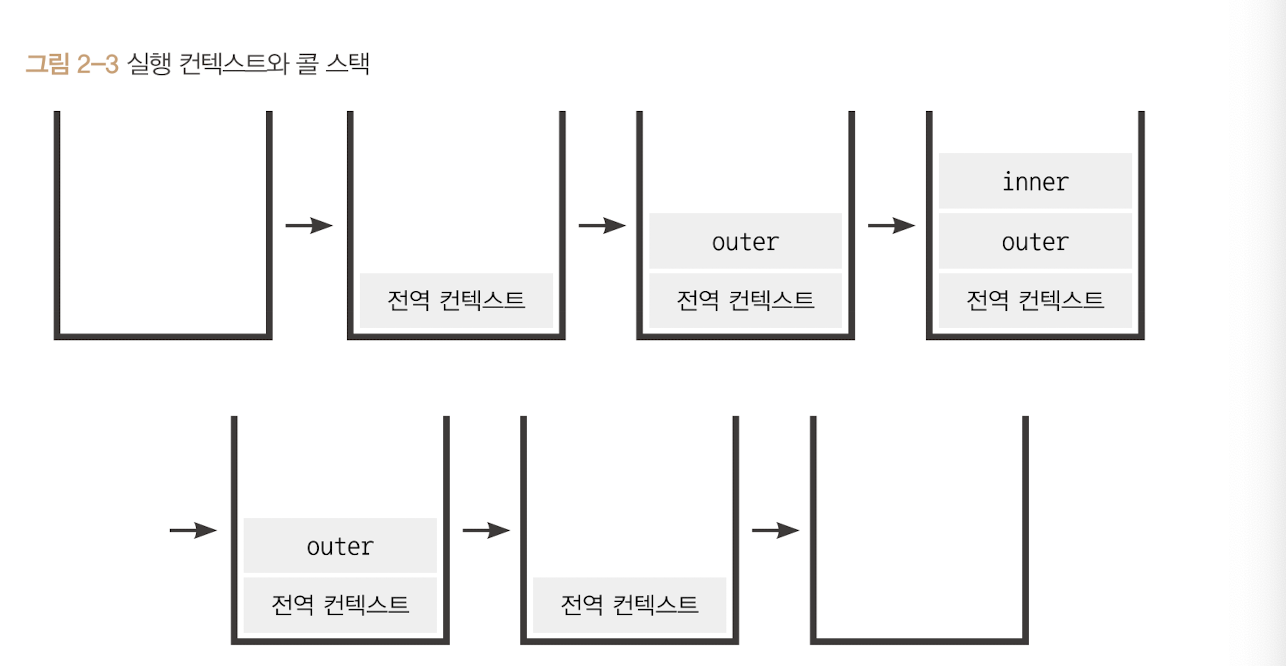 그림 2-3 실행 컨텍스트와 콜 스택
inner
outer
outer
outer
전역 컨텍스트
전역 컨텍스트
전역 컨텍스트
outer
전역 컨텍스트
전역 컨텍스트